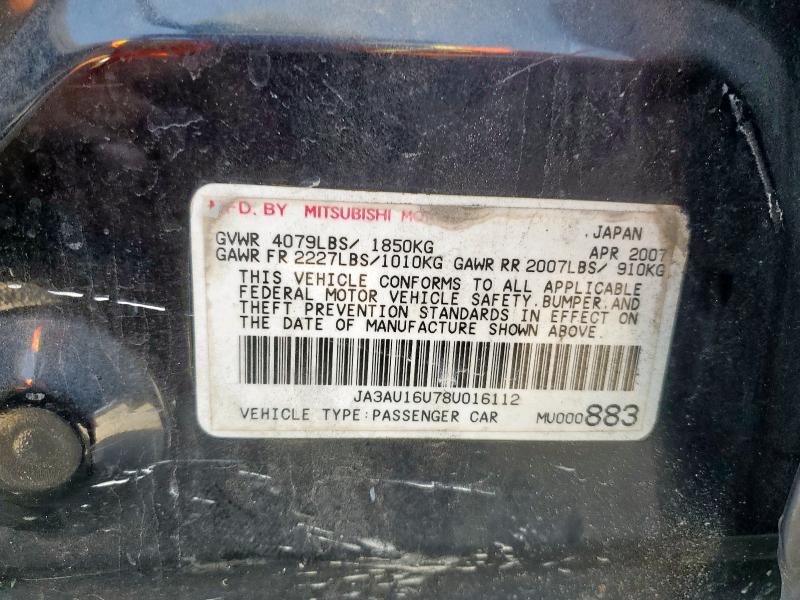 MFD. BY MITSUBISHI
JAPAN
GVWR 4079LBS/ 1850KG
APR 2007
GAWR FR 2227LBS/1010KG GAWR RR 2007LBS/ 910KG
THIS VEHICLE CONFORMS TO ALL APPLICABLE
FEDERAL MOTOR VEHICLE SAFETY, BUMPER, AND
THEFT PREVENTION STANDARDS IN EFFECT ON
THE DATE OF MANUFACTURE SHOWN ABOVE.
JA3AU16U78U016112
VEHICLE TYPE:PASSENGER CAR
MU000883